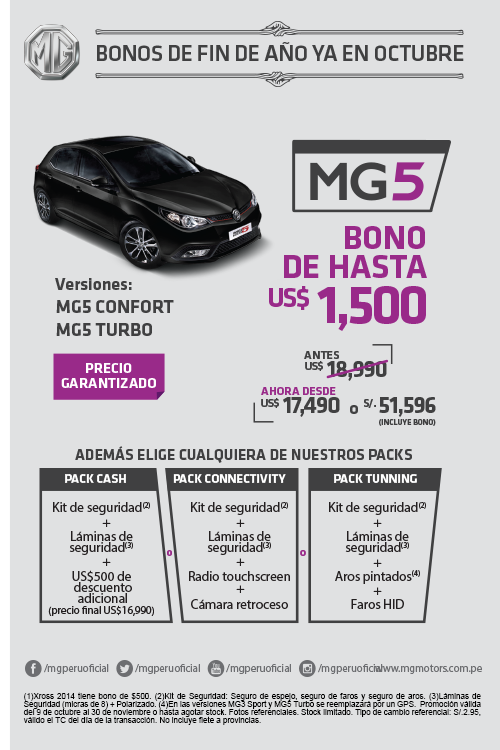 MG
BONOS DE FIN DE AÑO YA EN OCTUBRE
MG5
BONO
DE HASTA
US$ 1,500
Versiones:
MG5 CONFORT
MG5 TURBO
PRECIO
GARANTIZADO
ANTES
US$ 18,990
AHORA DESDE
US$ 17,490 o S/. 51,596
(INCLUYE BONO)
ADEMÁS ELIGE CUALQUIERA DE NUESTROS PACKS
PACK CASH
Kit de seguridad(2)
+
Láminas de
seguridad(3)
+
US$500 de
descuento
adicional
(precio final US$16,990)
o
PACK CONNECTIVITY
Kit de seguridad(2)
+
Láminas de
seguridad(3)
+
Radio touchscreen
+
Cámara retroceso
o
PACK TUNNING
Kit de seguridad(2)
+
Láminas de
seguridad(3)
+
Aros pintados(4)
+
Faros HID
/mgperuoficial /mgperuoficial /mgperuoficial /mgperuoficial www.mgmotors.com.pe
(1)Xross 2014 tiene bono de $500. (2)Kit de Seguridad: Seguro de espejo, seguro de faros y seguro de aros. (3)Láminas de
Seguridad (micras de 8) + Polarizado. (4)En las versiones MG3 Sport y MG5 Turbo se reemplazará por un GPS. Promoción válida
del 9 de octubre al 30 de noviembre o hasta agotar stock. Fotos referenciales. Stock limitado. Tipo de cambio referencial: S/.2.95,
válido el TC del día de la transacción. No incluye flete a provincias.